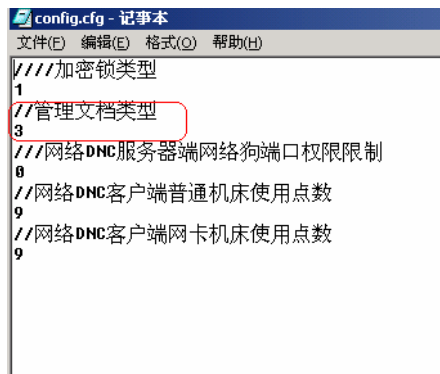 config.cfg - 记事本
文件(F) 编辑(E) 格式(O) 帮助(H)
////加密锁类型
1
//管理文档类型
3
///网络DNC服务器端网络狗端口权限限制
0
//网络DNC客户端普通机床使用点数
9
//网络DNC客户端网卡机床使用点数
9